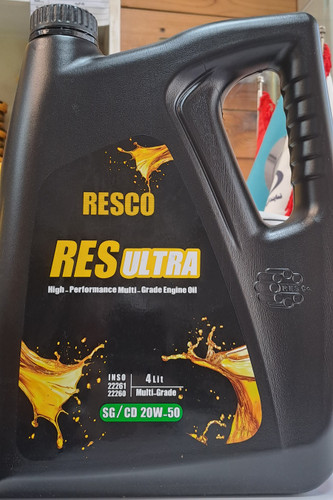 RESCO
RES ULTRA
High - Performance Multi - Grade Engine Oil
INSO
22261
22260
4 Lit
Multi-Grade
SG/CD 20W-50